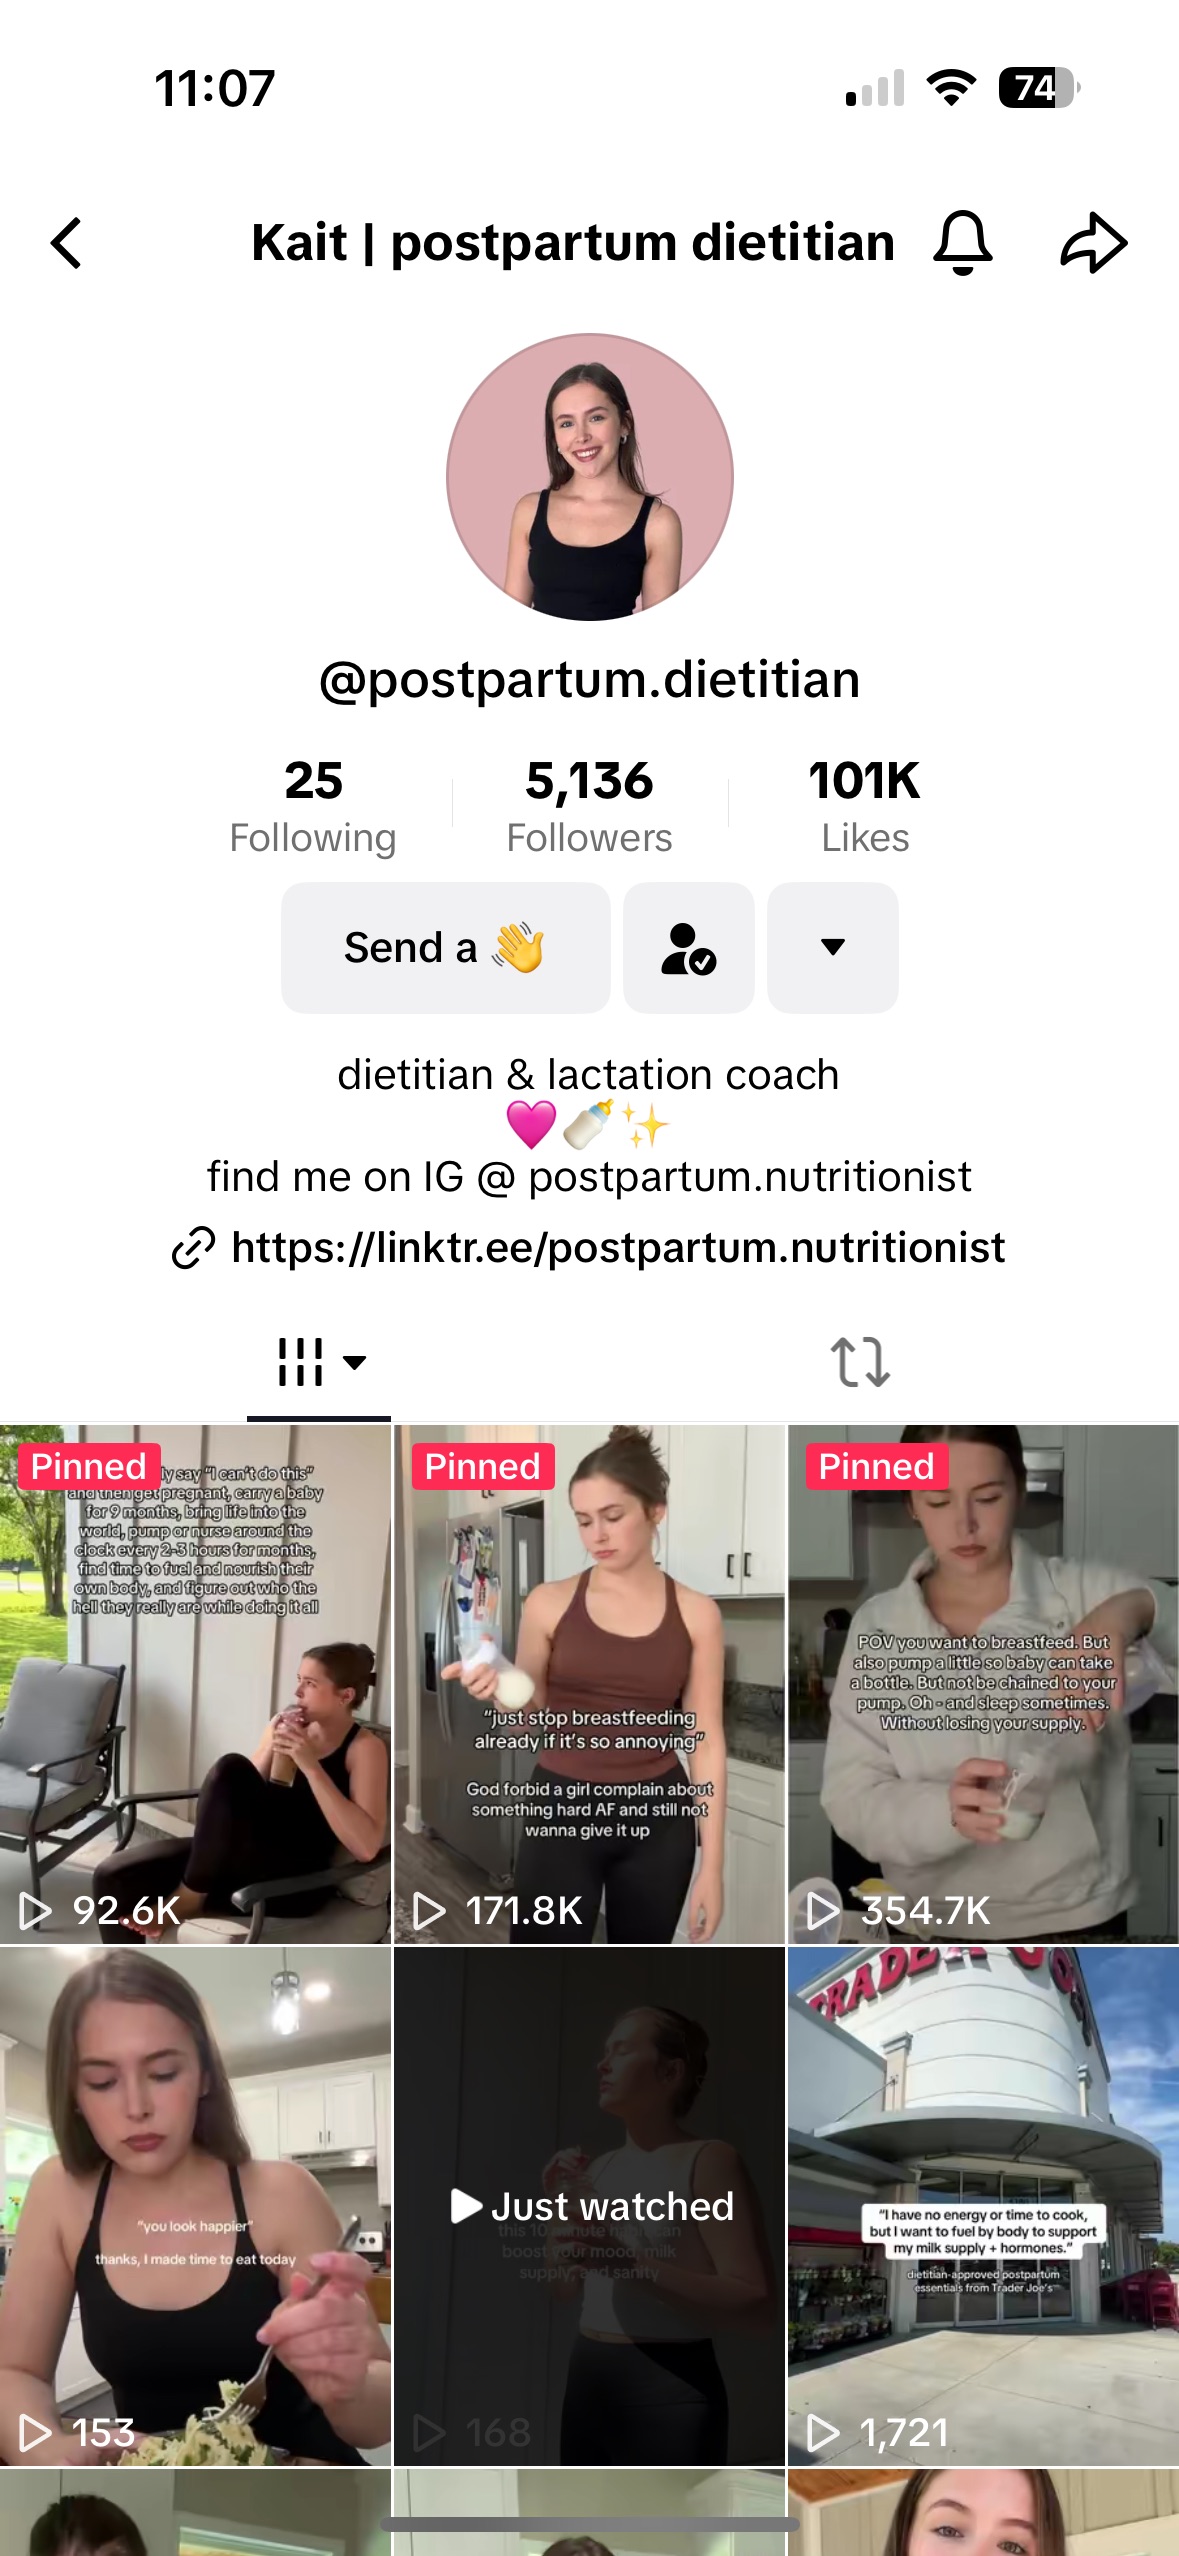 11:07
74
Kait | postpartum dietitian
@postpartum.dietitian
25
Following
5,136
Followers
101K
Likes
Send a 👋
dietitian & lactation coach
🩷🍼✨
find me on IG @ postpartum.nutritionist
https://linktr.ee/postpartum.nutritionist
Pinned
say "I can't do this"
and then get pregnant, carry a baby
for 9 months, bring life into the
world, pump or nurse around the
clock every 2-3 hours for months,
find time to fuel and nourish their
own body, and figure out who the
hell they really are while doing it all
92.6K
Pinned
"just stop breastfeeding
already if it's so annoying"
God forbid a girl complain about
something hard AF and still not
wanna give it up
171.8K
Pinned
POV you want to breastfeed. But
also pump a little so baby can take
a bottle. But not be chained to your
pump. Oh - and sleep sometimes.
Without losing your supply.
354.7K
"you look happier"
thanks, I made time to eat today
153
Just watched
this 10 minute habit can
boost your mood, milk
supply, and sanity
168
TRADER JO
"I have no energy or time to cook,
but I want to fuel by body to support
my milk supply + hormones."
dietitian-approved postpartum
essentials from Trader Joe's
1,721